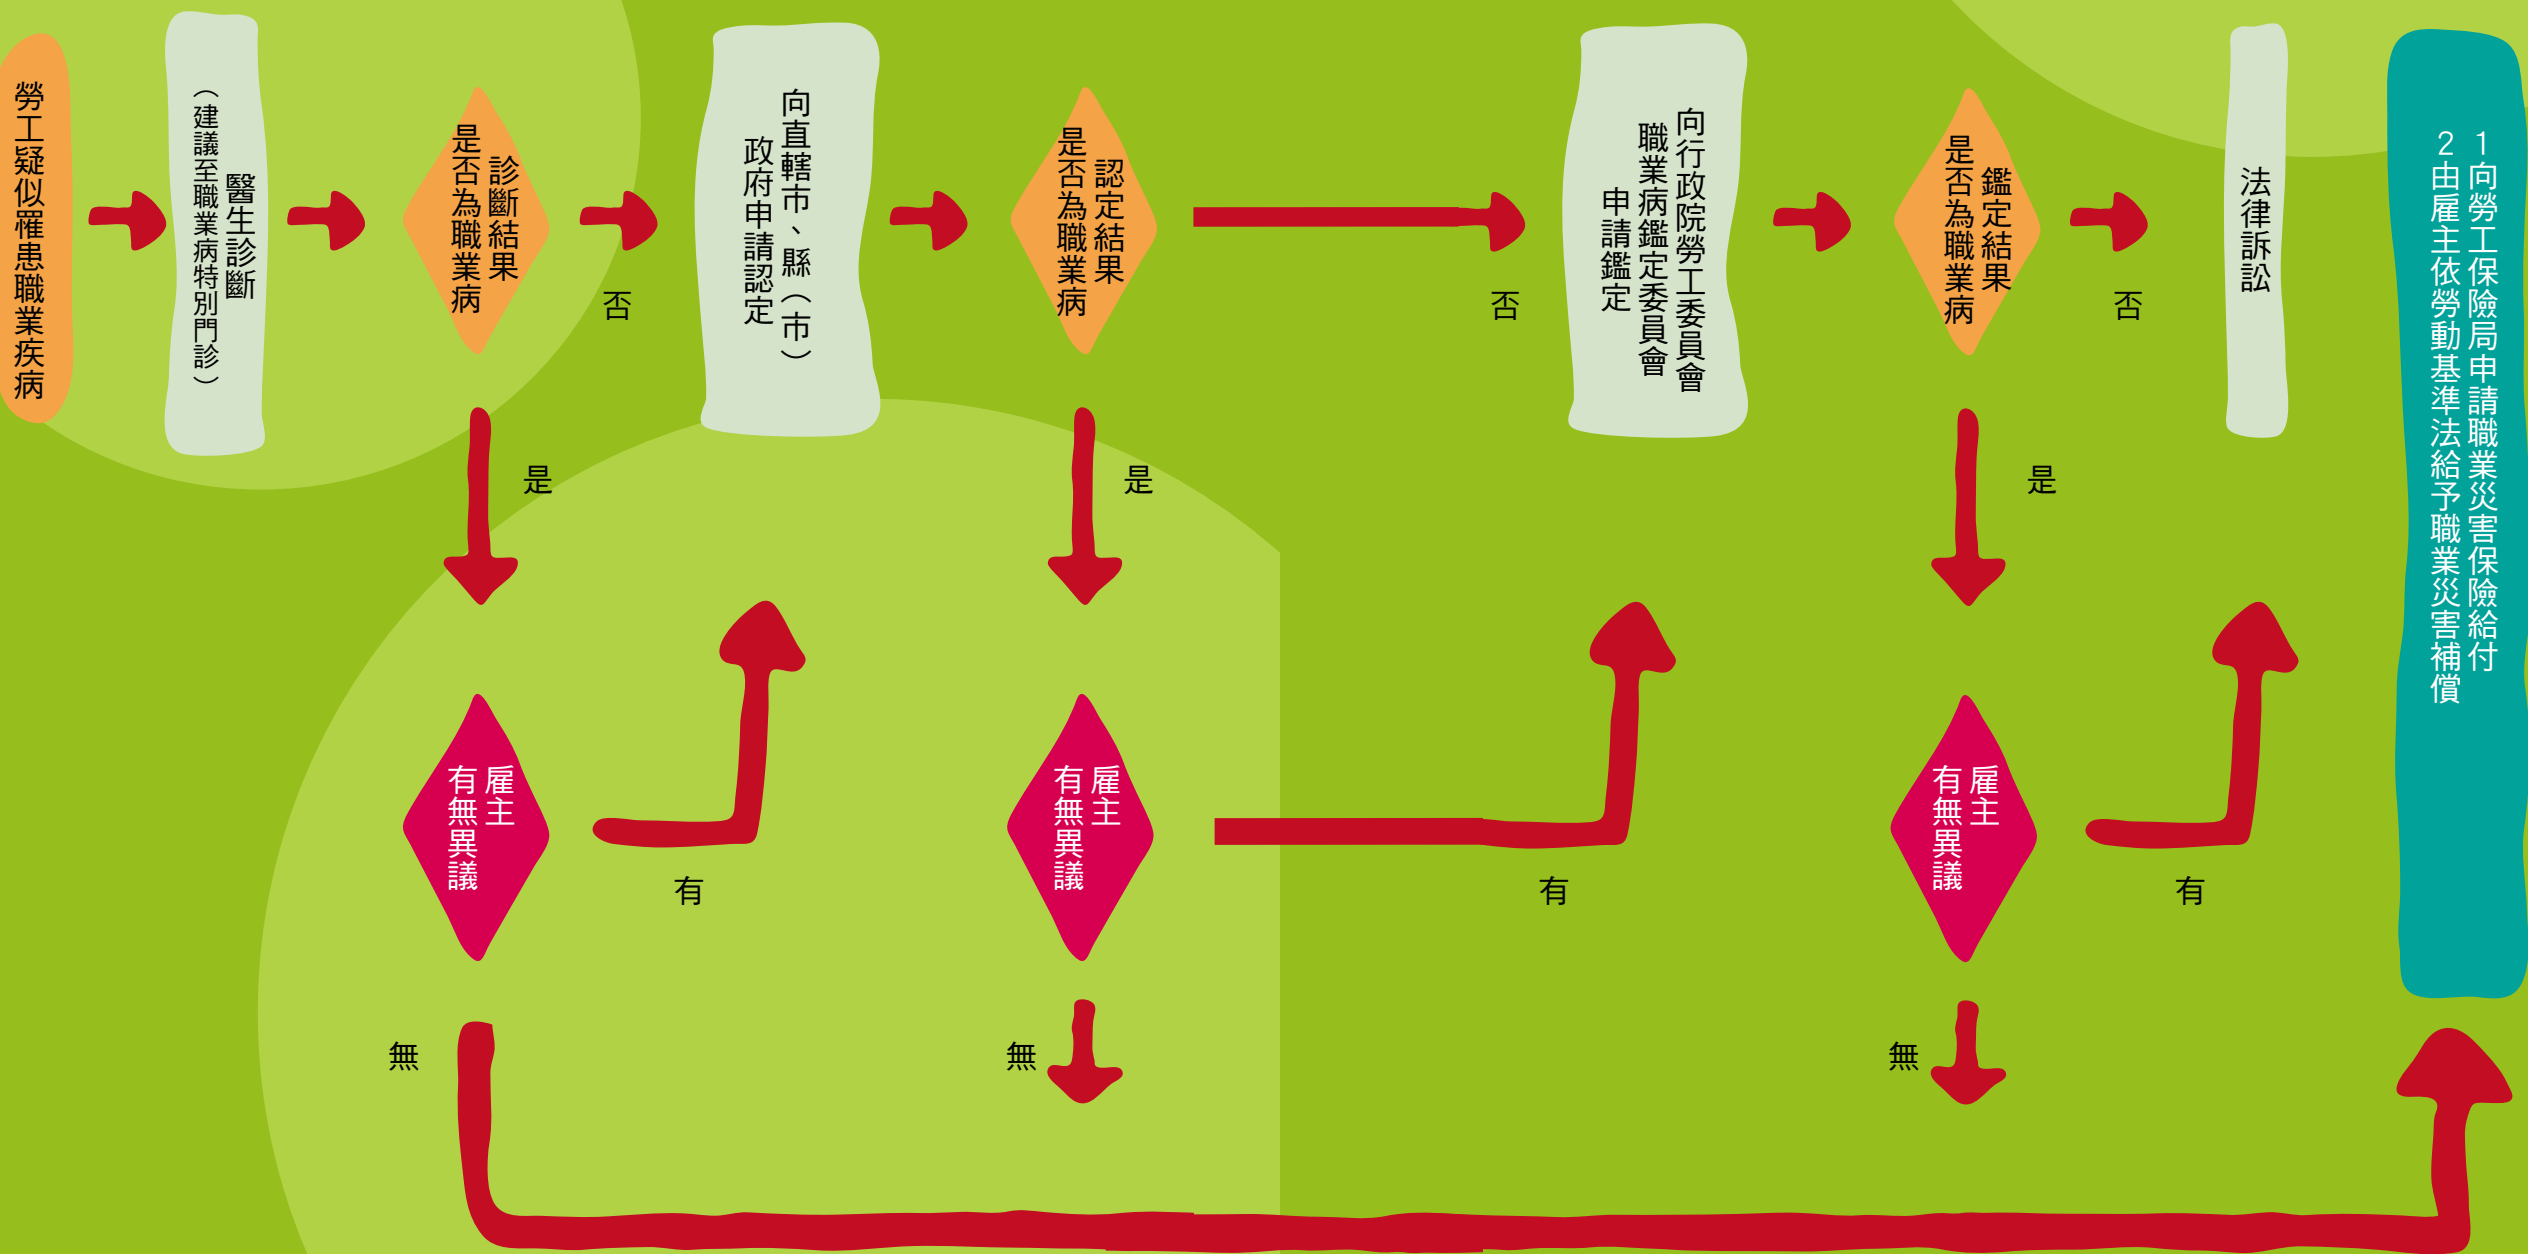 勞工疑似罹患職業疾病
醫生診斷
（建議至職業病特別門診）
診斷結果
是否為職業病
否
是
向直轄市、縣（市）
政府申請認定
認定結果
是否為職業病
否
是
向行政院勞工委員會
職業病鑑定委員會
申請鑑定
鑑定結果
是否為職業病
否
是
法律訴訟
1向勞工保險局申請職業災害保險給付
2由雇主依勞動基準法給予職業災害補償
雇主
有無異議
有
無
雇主
有無異議
有
無
雇主
有無異議
有
無